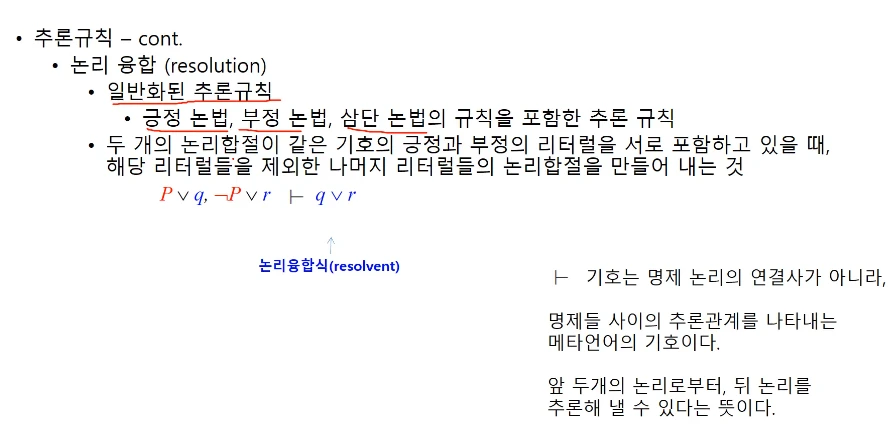 • 추론규칙 – cont.
• 논리 융합 (resolution)
• 일반화된 추론규칙
• 긍정 논법, 부정 논법, 삼단 논법의 규칙을 포함한 추론 규칙
• 두 개의 논리합절이 같은 기호의 긍정과 부정의 리터럴을 서로 포함하고 있을 때,
해당 리터럴들을 제외한 나머지 리터럴들의 논리합절을 만들어 내는 것
P ∨ q, ¬P ∨ r ⊢ q ∨ r
논리융합식(resolvent)
⊢ 기호는 명제 논리의 연결사가 아니라,
명제들 사이의 추론관계를 나타내는
메타언어의 기호이다.
앞 두개의 논리로부터, 뒤 논리를
추론해 낼 수 있다는 뜻이다.